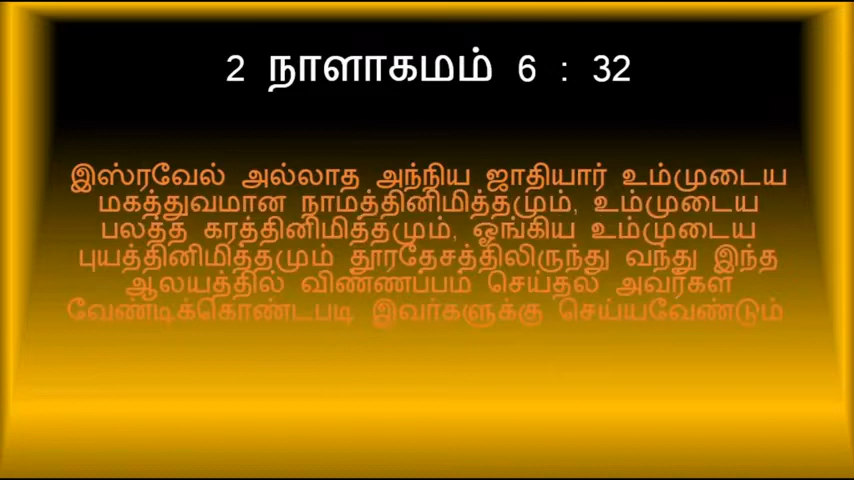 2 நாளாகமம் 6 : 32
இஸ்ரவேல் அல்லாத அந்நிய ஜாதியார் உம்முடைய
மகத்துவமான நாமத்தினிமித்தமும், உம்முடைய
பலத்த கரத்தினிமித்தமும், ஓங்கிய உம்முடைய
புயத்தினிமித்தமும் தூரதேசத்திலிருந்து வந்து இந்த
ஆலயத்தில் விண்ணப்பம் செய்தல் அவர்கள்
வேண்டிக்கொண்டபடி இவர்களுக்கு செய்யவேண்டும்